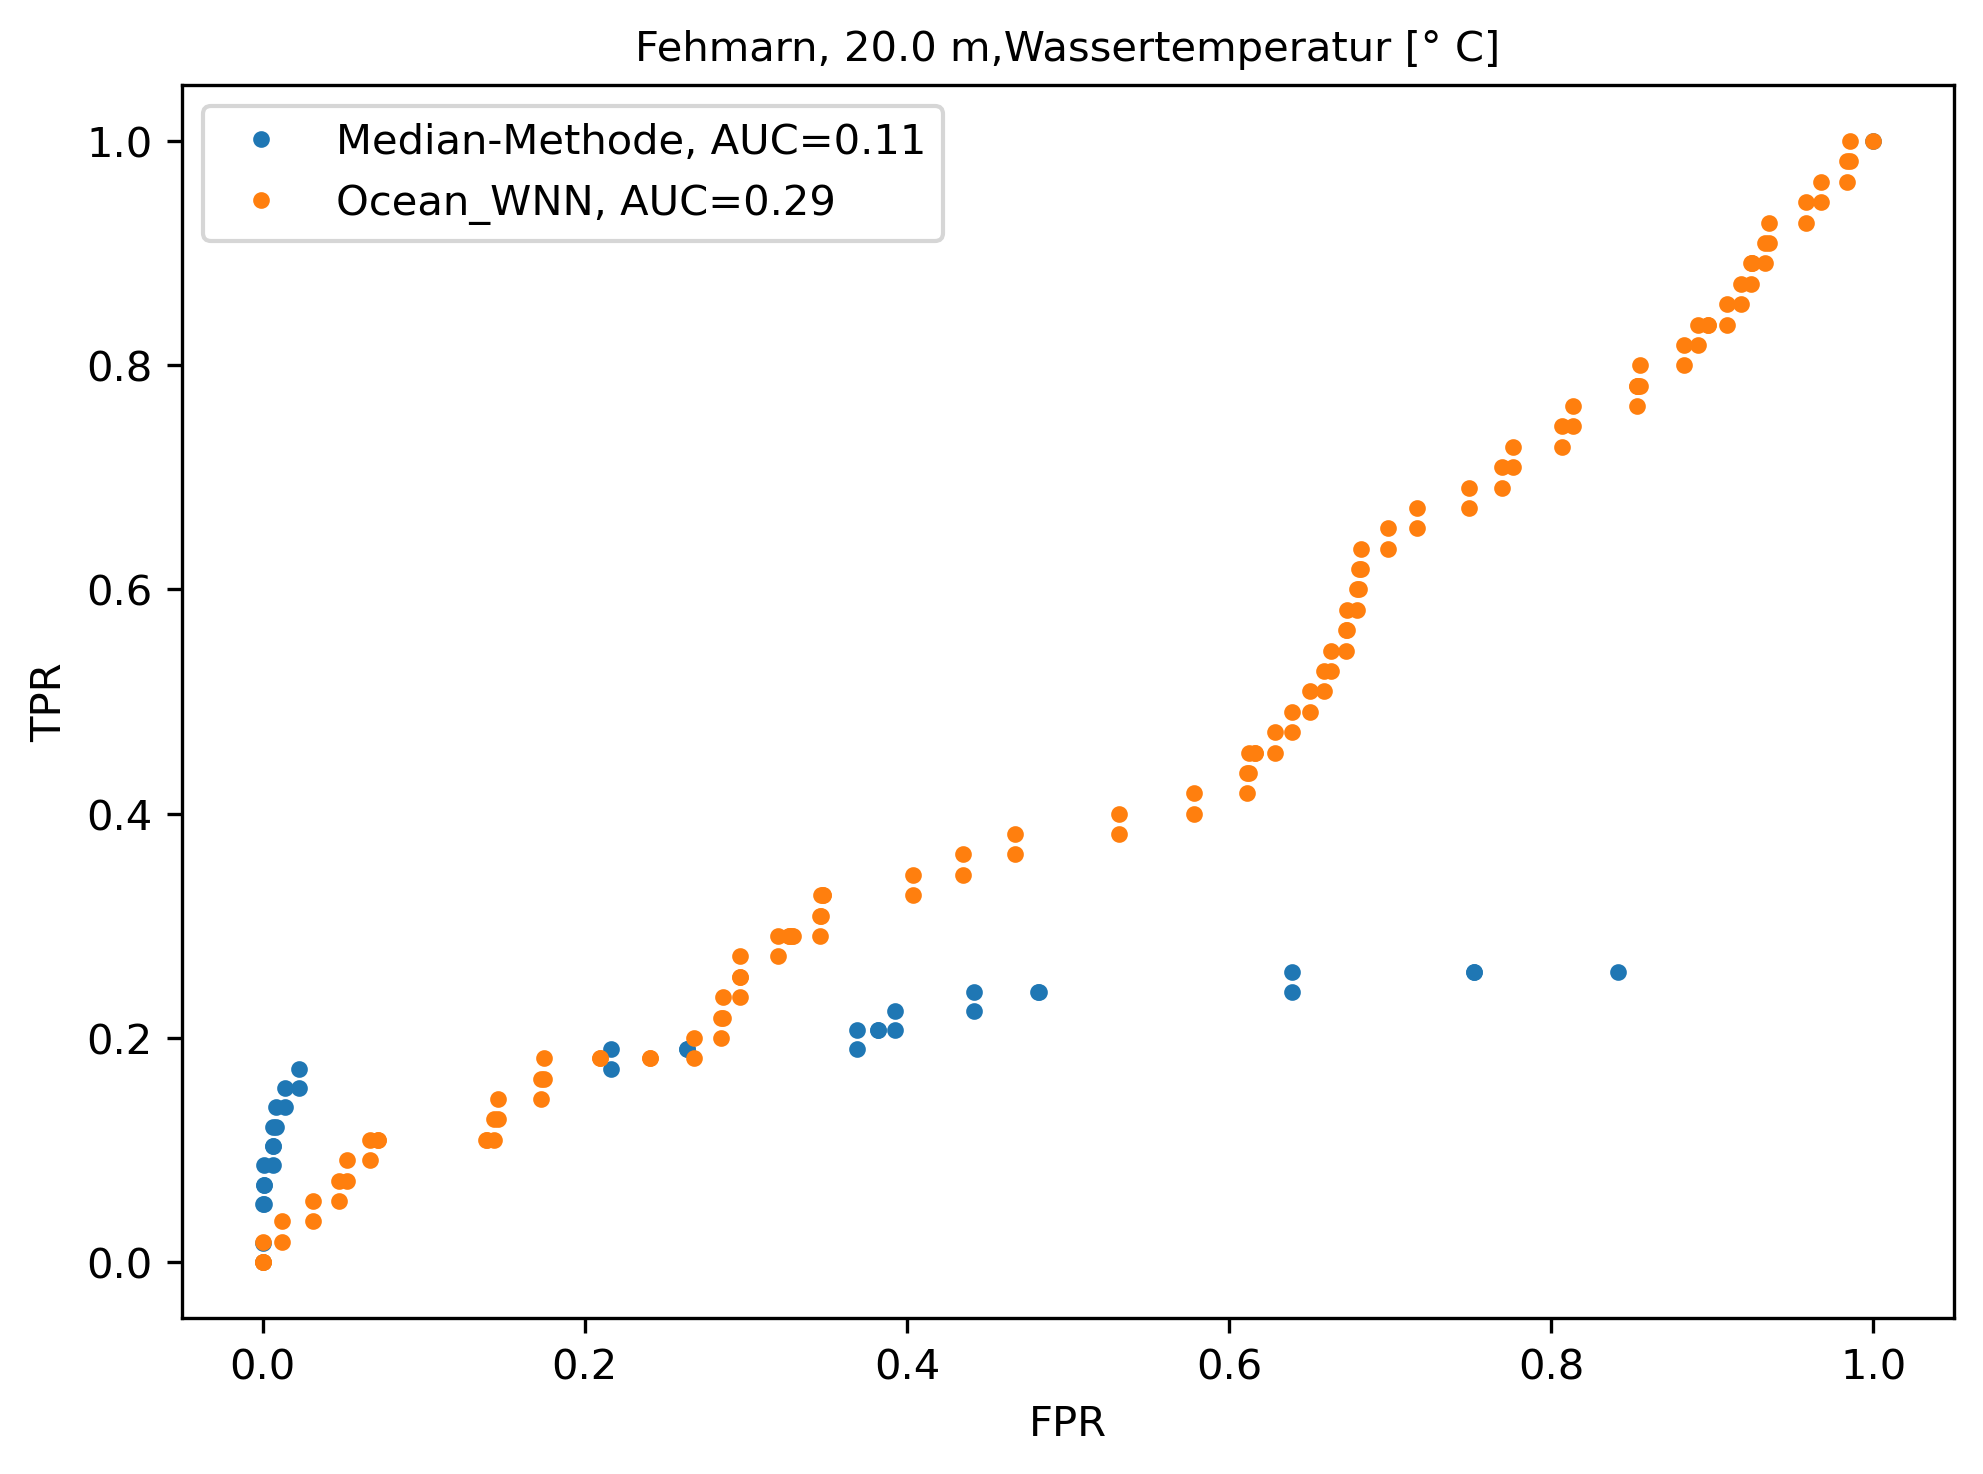 Fehmarn, 20.0 m,Wassertemperatur [° C]
Median-Methode, AUC=0.11
Ocean_WNN, AUC=0.29
1.0
0.8
0.6
0.4
0.2
0.0
TPR
0.0 0.2 0.4 0.6 0.8 1.0
FPR